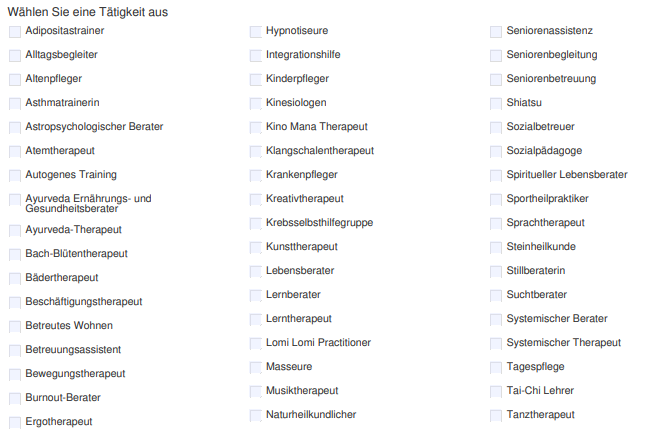 Wählen Sie eine Tätigkeit aus
Adipositastrainer
Alltagsbegleiter
Altenpfleger
Asthmatrainerin
Astropsychologischer Berater
Atemtherapeut
Autogenes Training
Ayurveda Ernährungs- und
Gesundheitsberater
Ayurveda-Therapeut
Bach-Blütentherapeut
Bädertherapeut
Beschäftigungstherapeut
Betreutes Wohnen
Betreuungsassistent
Bewegungstherapeut
Burnout-Berater
Ergotherapeut
Hypnotiseure
Integrationshilfe
Kinderpfleger
Kinesiologen
Kino Mana Therapeut
Klangschalentherapeut
Krankenpfleger
Kreativtherapeut
Krebsselbsthilfegruppe
Kunsttherapeut
Lebensberater
Lernberater
Lerntherapeut
Lomi Lomi Practitioner
Masseure
Musiktherapeut
Naturheilkundlicher
Seniorenassistenz
Seniorenbegleitung
Seniorenbetreuung
Shiatsu
Sozialbetreuer
Sozialpädagoge
Spiritueller Lebensberater
Sportheilpraktiker
Sprachtherapeut
Steinheilkunde
Stillberaterin
Suchtberater
Systemischer Berater
Systemischer Therapeut
Tagespflege
Tai-Chi Lehrer
Tanztherapeut